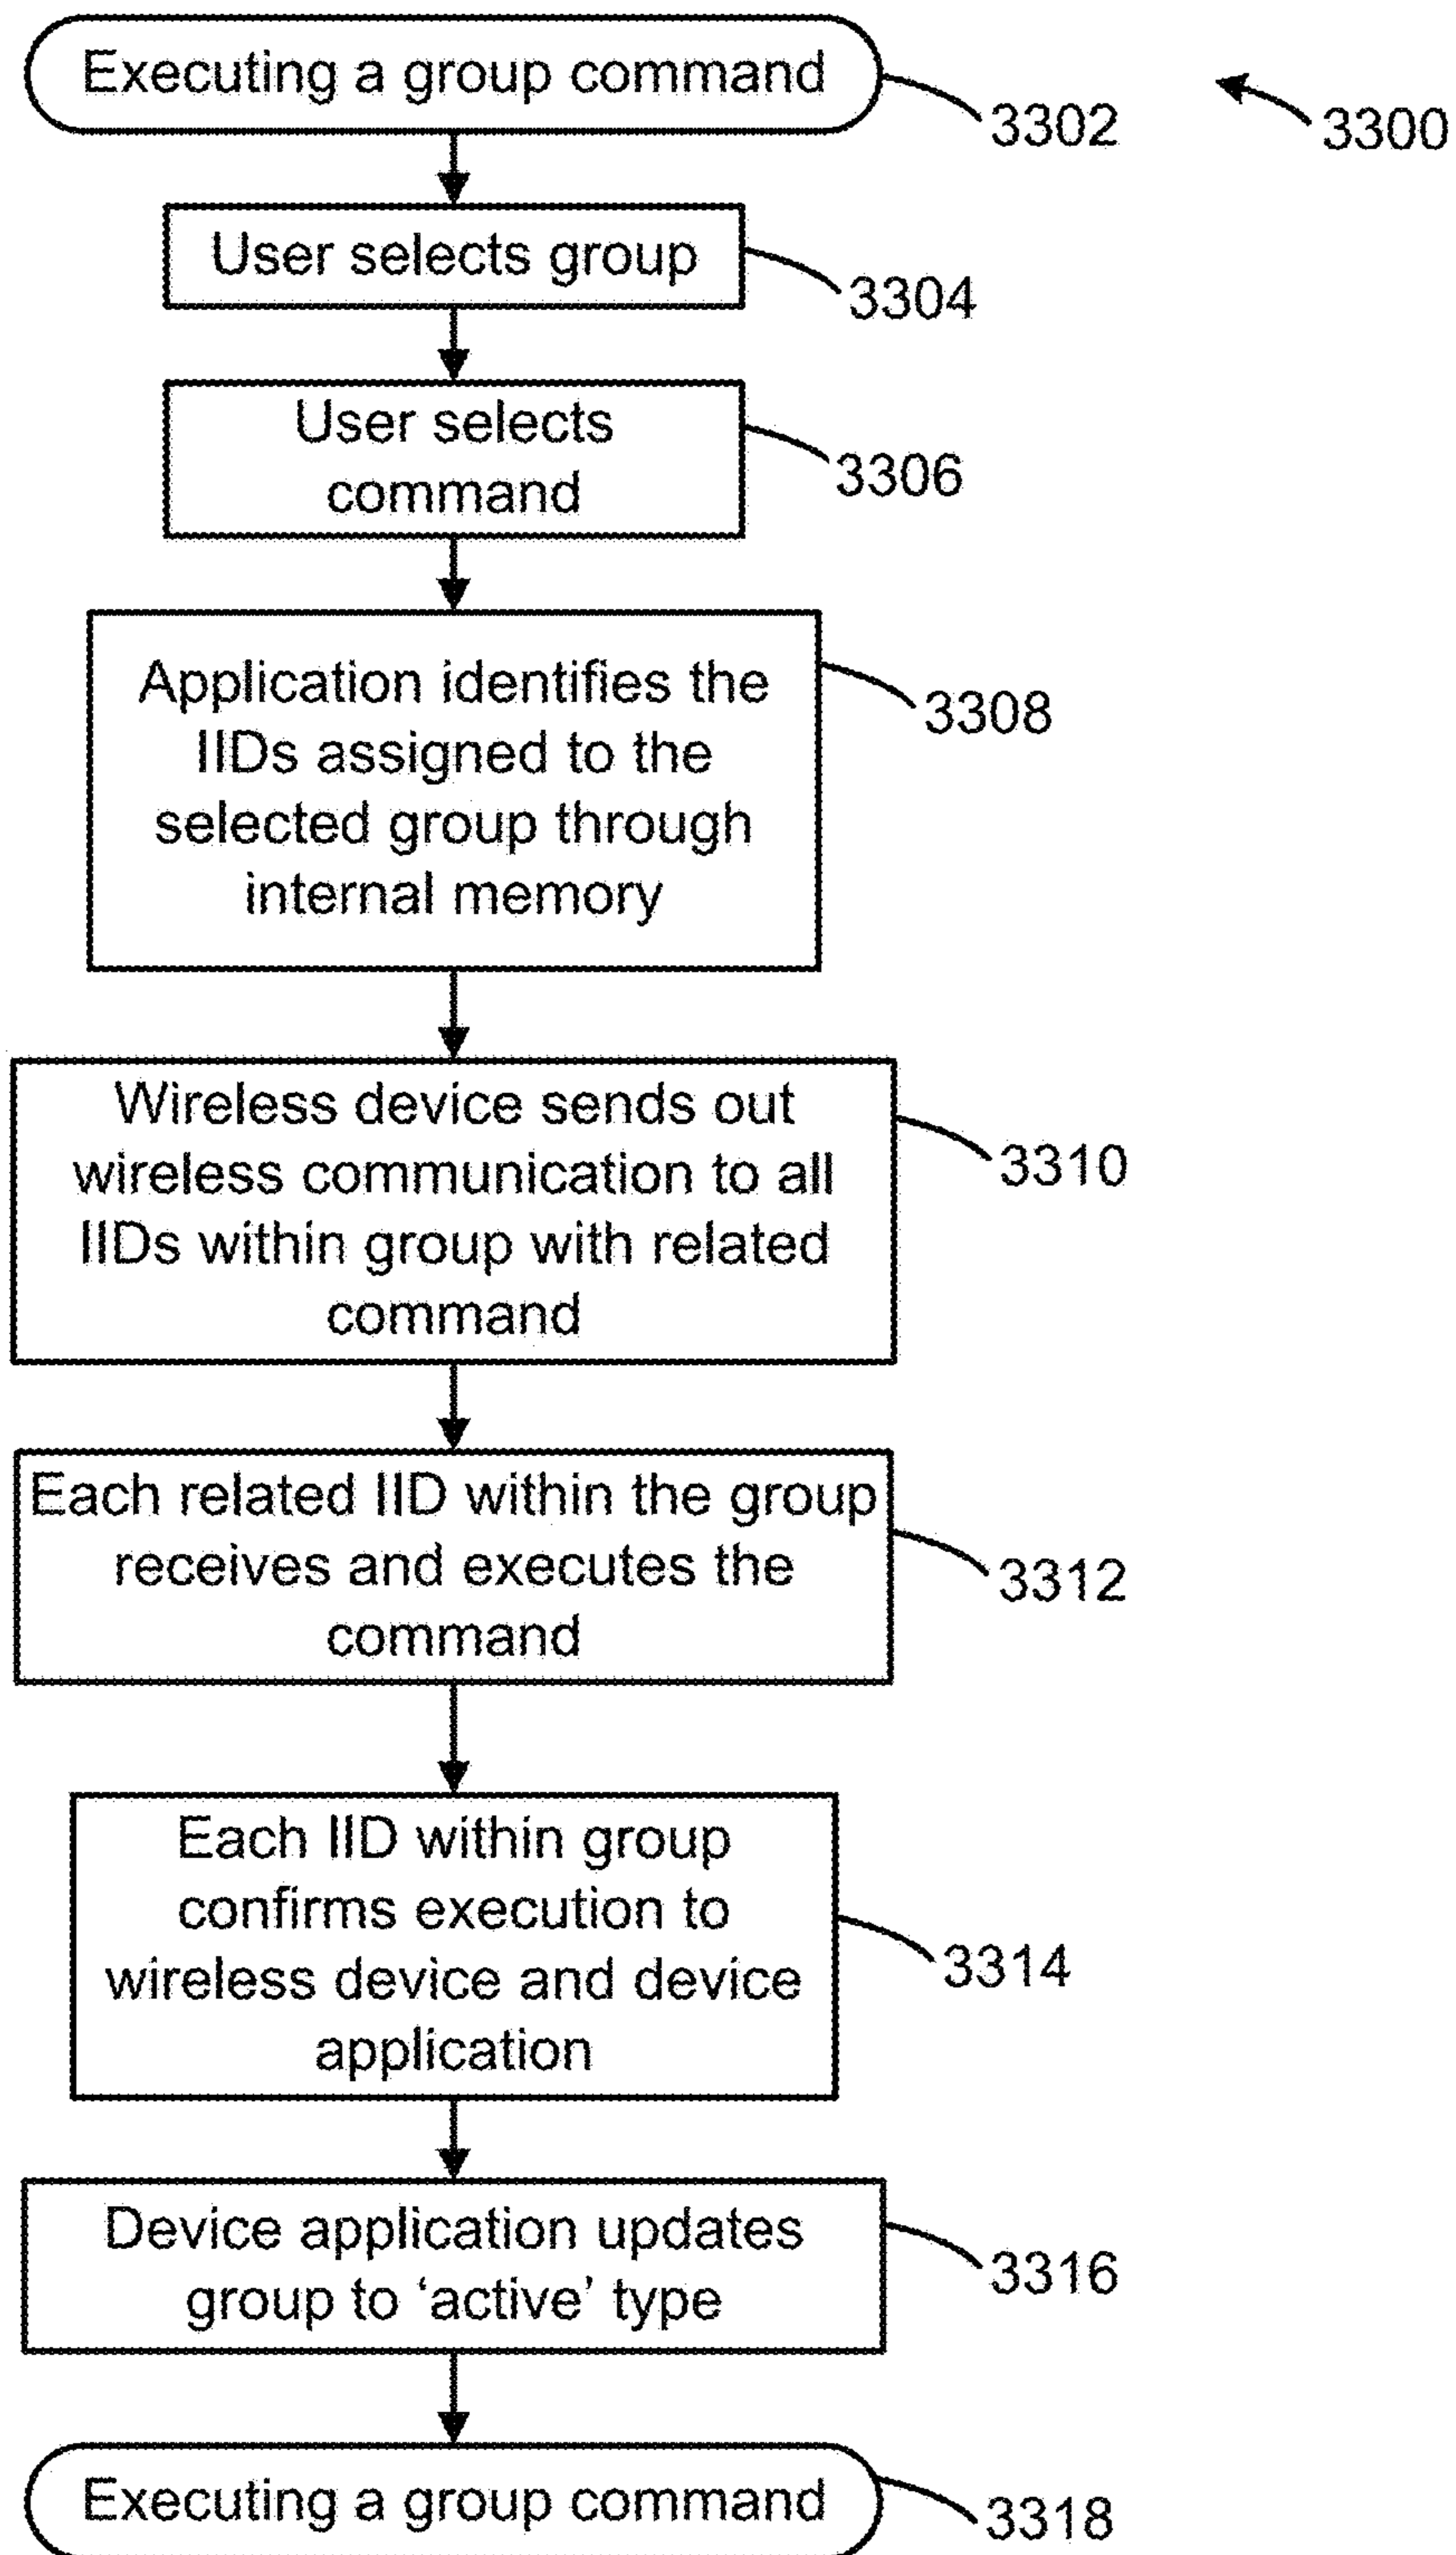 Executing a group command
3302
3300
User selects group
3304
User selects
command
3306
Application identifies the
IIDs assigned to the
selected group through
internal memory
3308
Wireless device sends out
wireless communication to all
IIDs within group with related
command
3310
Each related IID within the group
receives and executes the
command
3312
Each IID within group
confirms execution to
wireless device and device
application
3314
Device application updates
group to ‘active’ type
3316
Executing a group command
3318